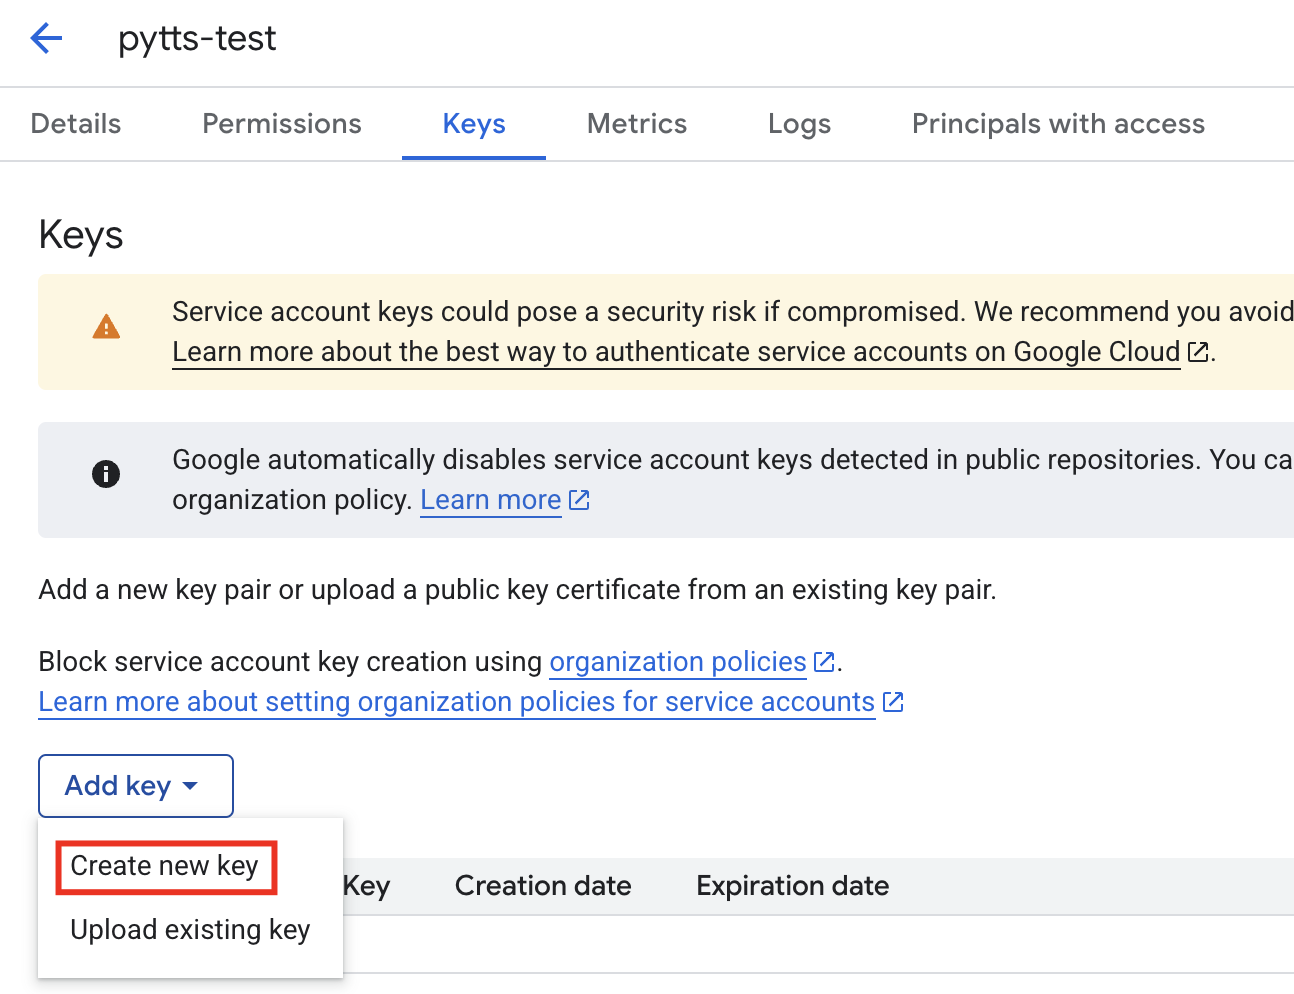 pytts-test
Details Permissions Keys Metrics Logs Principals with access
Keys
Service account keys could pose a security risk if compromised. We recommend you avoid
Learn more about the best way to authenticate service accounts on Google Cloud.
Google automatically disables service account keys detected in public repositories. You ca
organization policy. Learn more
Add a new key pair or upload a public key certificate from an existing key pair.
Block service account key creation using organization policies.
Learn more about setting organization policies for service accounts
Add key
Create new key
Upload existing key
Key Creation date Expiration date